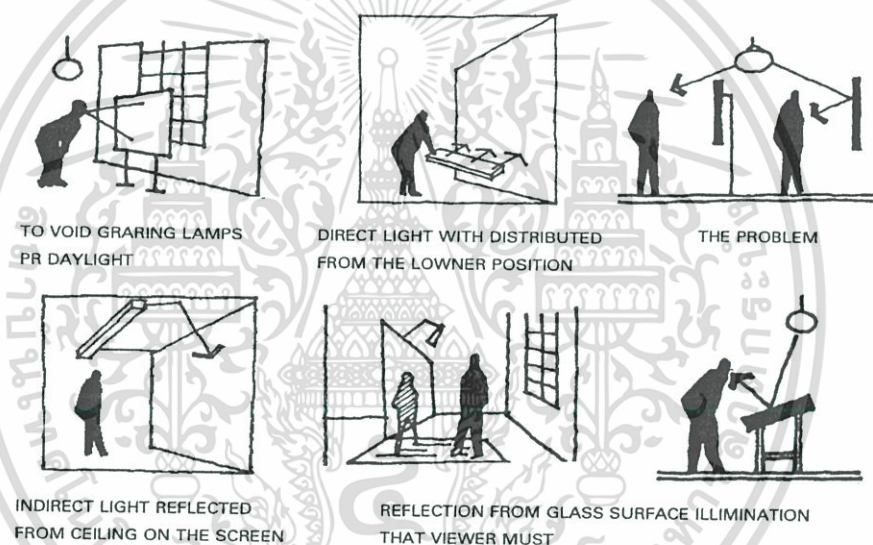 TO VOID GRARING LAMPS
PR DAYLIGHT
DIRECT LIGHT WITH DISTRIBUTED
FROM THE LOWNER POSITION
THE PROBLEM
INDIRECT LIGHT REFLECTED
FROM CEILING ON THE SCREEN
REFLECTION FROM GLASS SURFACE ILLIMINATION
THAT VIEWER MUST